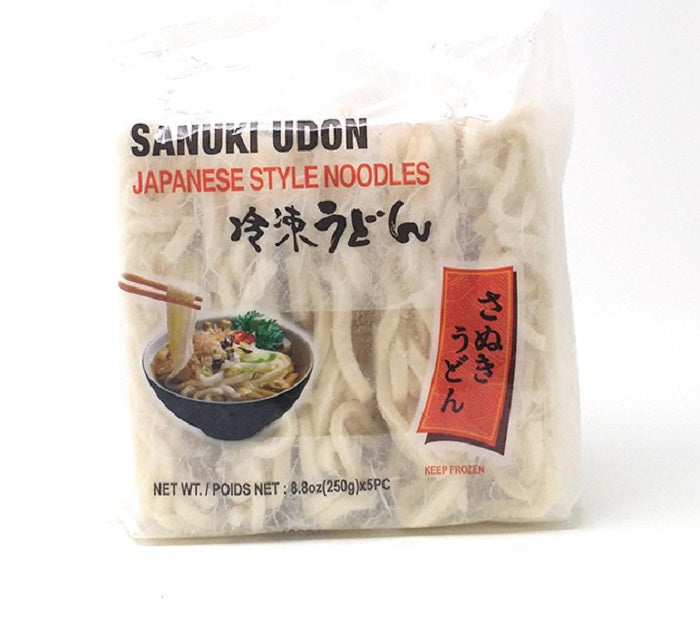 SANUKI UDON
JAPANESE STYLE NOODLES
冷凍うどん
さぬき
うどん
KEEP FROZEN
NET WT. / POIDS NET : 8.8oz(250g)x5PC